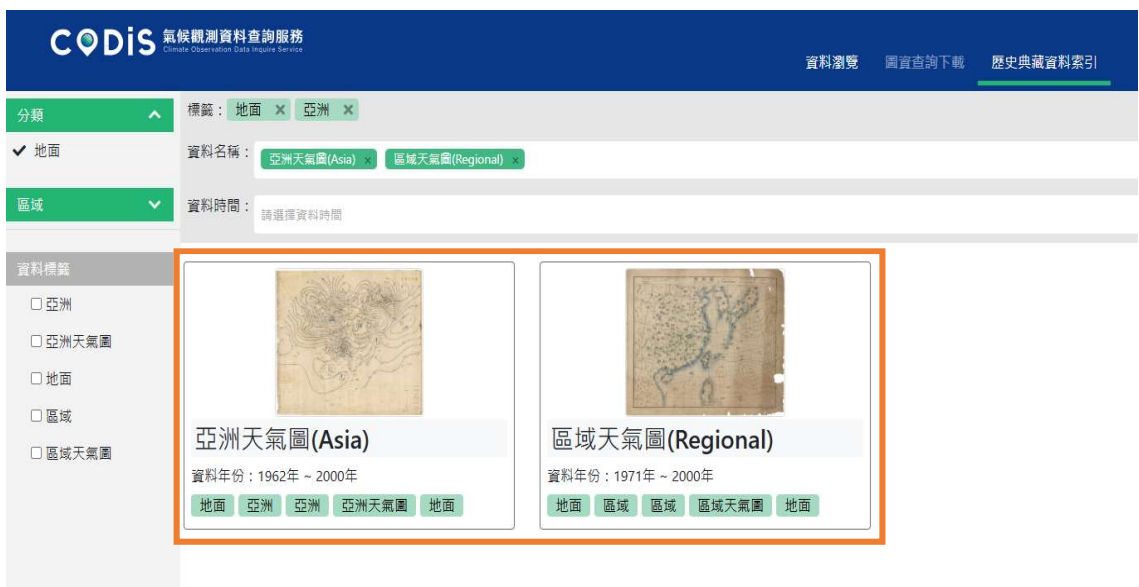 CODiS 氣候觀測資料查詢服務
Climate Observation Data Inquire Service
資料瀏覽 圖資查詢下載 歷史典藏資料索引
分類
地面
區域
資料標籤
亞洲
亞洲天氣圖
地面
區域
區域天氣圖
標籤： 地面 × 亞洲 ×
資料名稱： 亞洲天氣圖(Asia) × 區域天氣圖(Regional) ×
資料時間： 請選擇資料時間
亞洲天氣圖(Asia)
資料年份：1962年 ~ 2000年
地面 亞洲 亞洲 亞洲天氣圖 地面
區域天氣圖(Regional)
資料年份：1971年 ~ 2000年
地面 區域 區域 區域天氣圖 地面